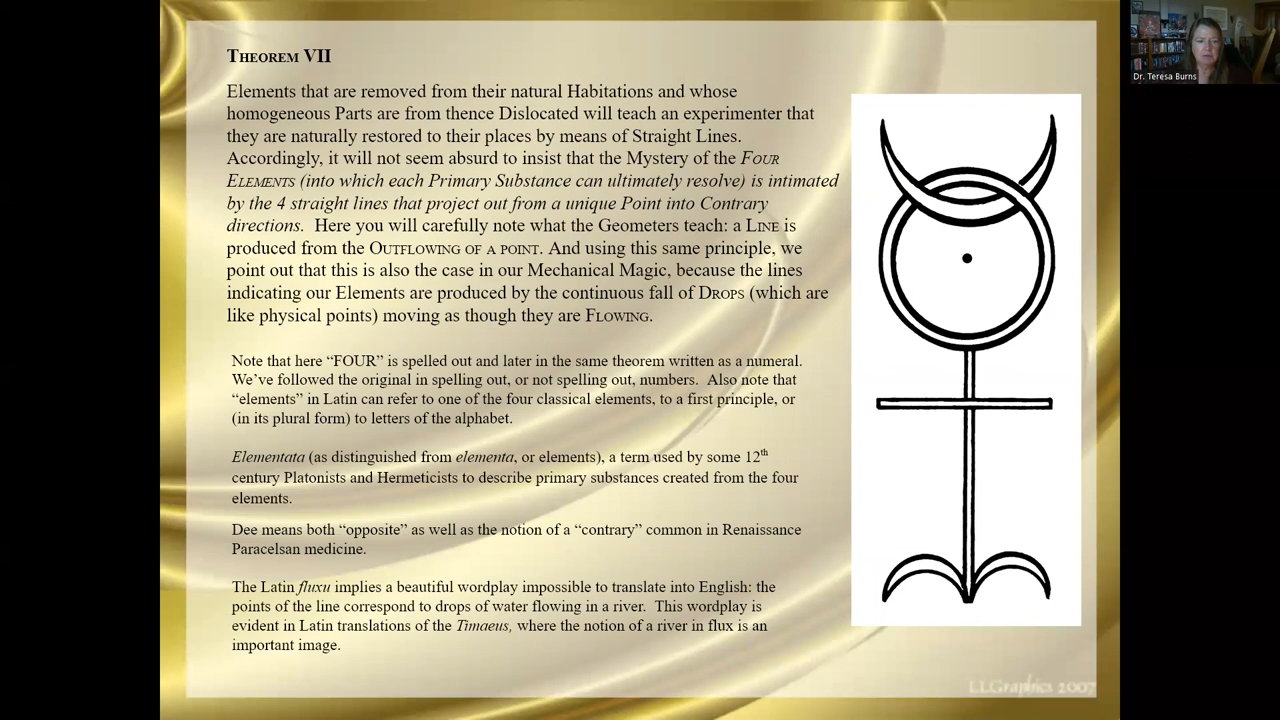 THEOREM VII
Elements that are removed from their natural Habitations and whose
homogeneous Parts are from thence Dislocated will teach an experimenter that
they are naturally restored to their places by means of Straight Lines.
Accordingly, it will not seem absurd to insist that the Mystery of the FOUR
ELEMENTS (into which each Primary Substance can ultimately resolve) is intimated
by the 4 straight lines that project out from a unique Point into Contrary
directions. Here you will carefully note what the Geometers teach: a LINE is
produced from the OUTFLOWING OF A POINT. And using this same principle, we
point out that this is also the case in our Mechanical Magic, because the lines
indicating our Elements are produced by the continuous fall of DROPS (which are
like physical points) moving as though they are FLOWING.
Note that here “FOUR” is spelled out and later in the same theorem written as a numeral.
We’ve followed the original in spelling out, or not spelling out, numbers. Also note that
“elements” in Latin can refer to one of the four classical elements, to a first principle, or
(in its plural form) to letters of the alphabet.
Elementata (as distinguished from elementa, or elements), a term used by some 12th
century Platonists and Hermeticists to describe primary substances created from the four
elements.
Dee means both “opposite” as well as the notion of a “contrary” common in Renaissance
Paracelsan medicine.
The Latin fluxu implies a beautiful wordplay impossible to translate into English: the
points of the line correspond to drops of water flowing in a river. This wordplay is
evident in Latin translations of the Timaeus, where the notion of a river in flux is an
important image.
LLGraphics 2007
Dr. Teresa Burns